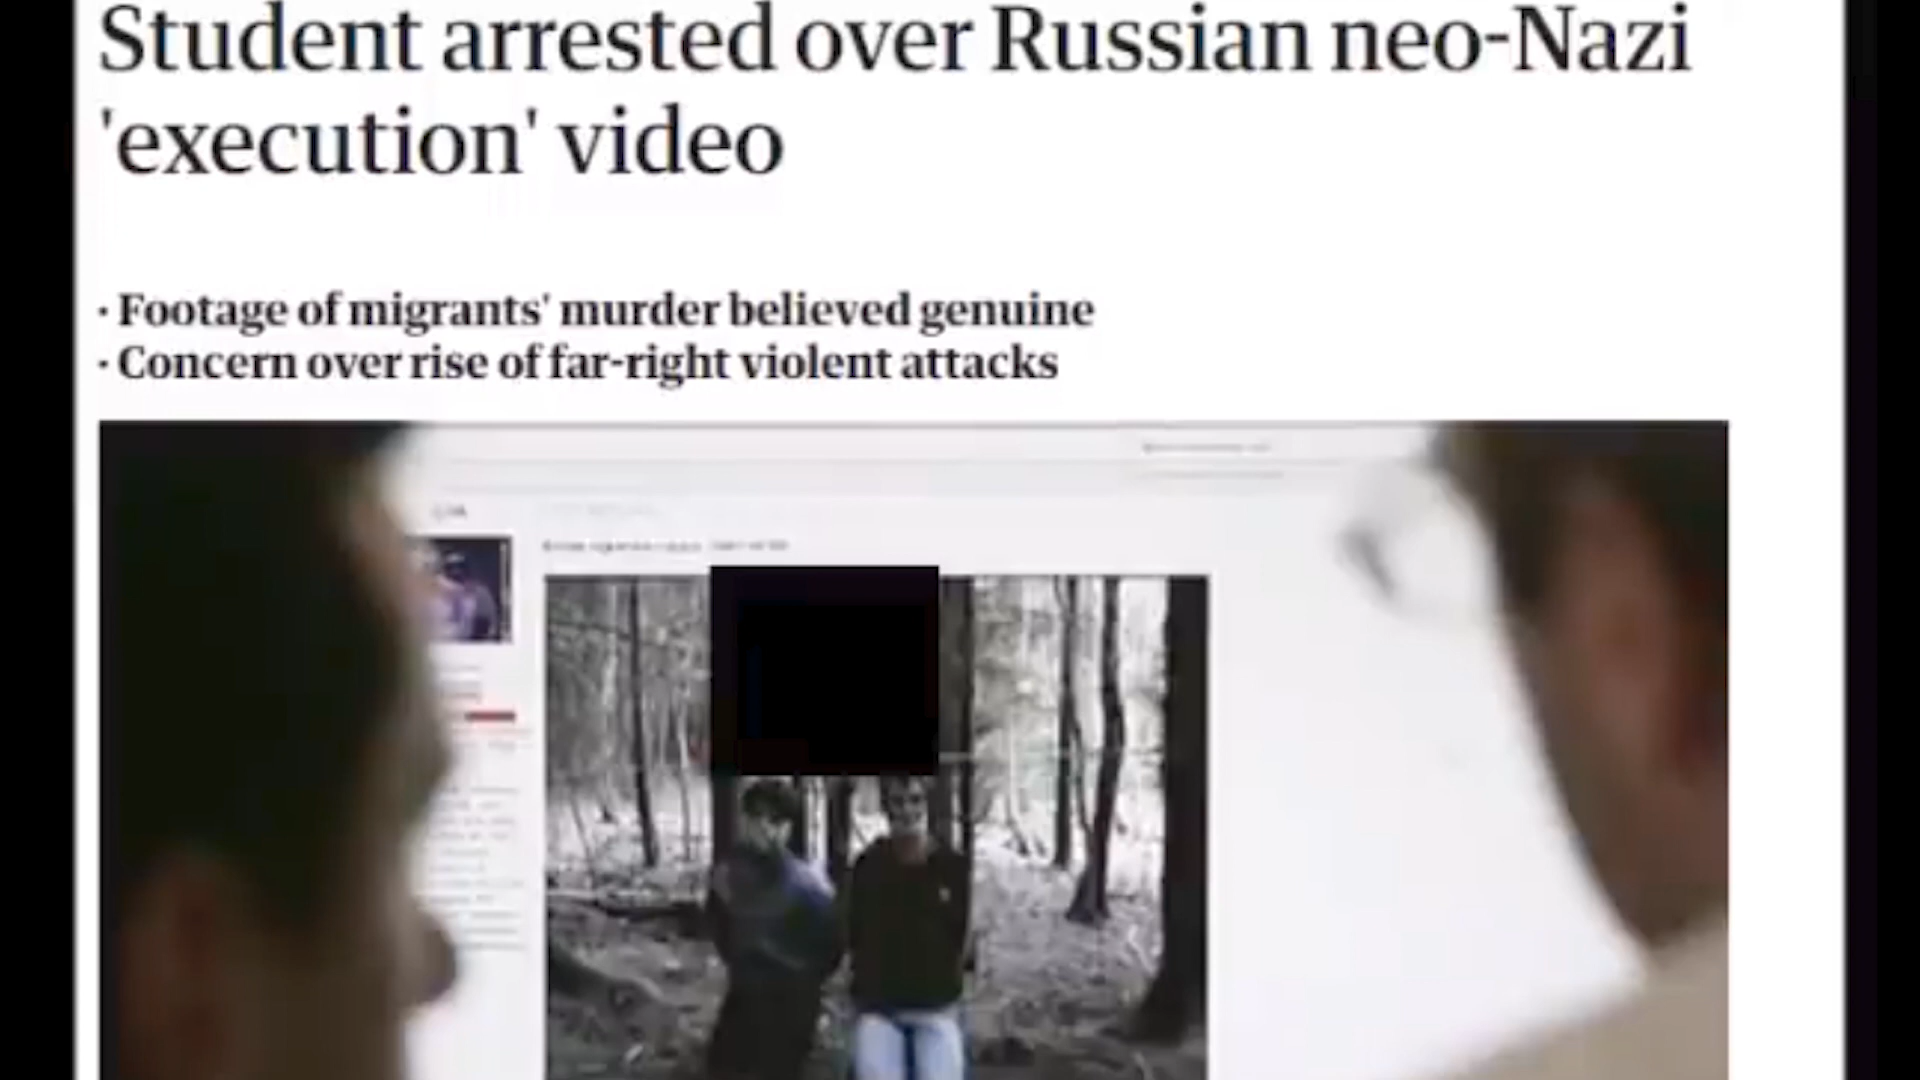 Student arrested over Russian neo-Nazi
'execution' video
· Footage of migrants' murder believed genuine
· Concern over rise of far-right violent attacks